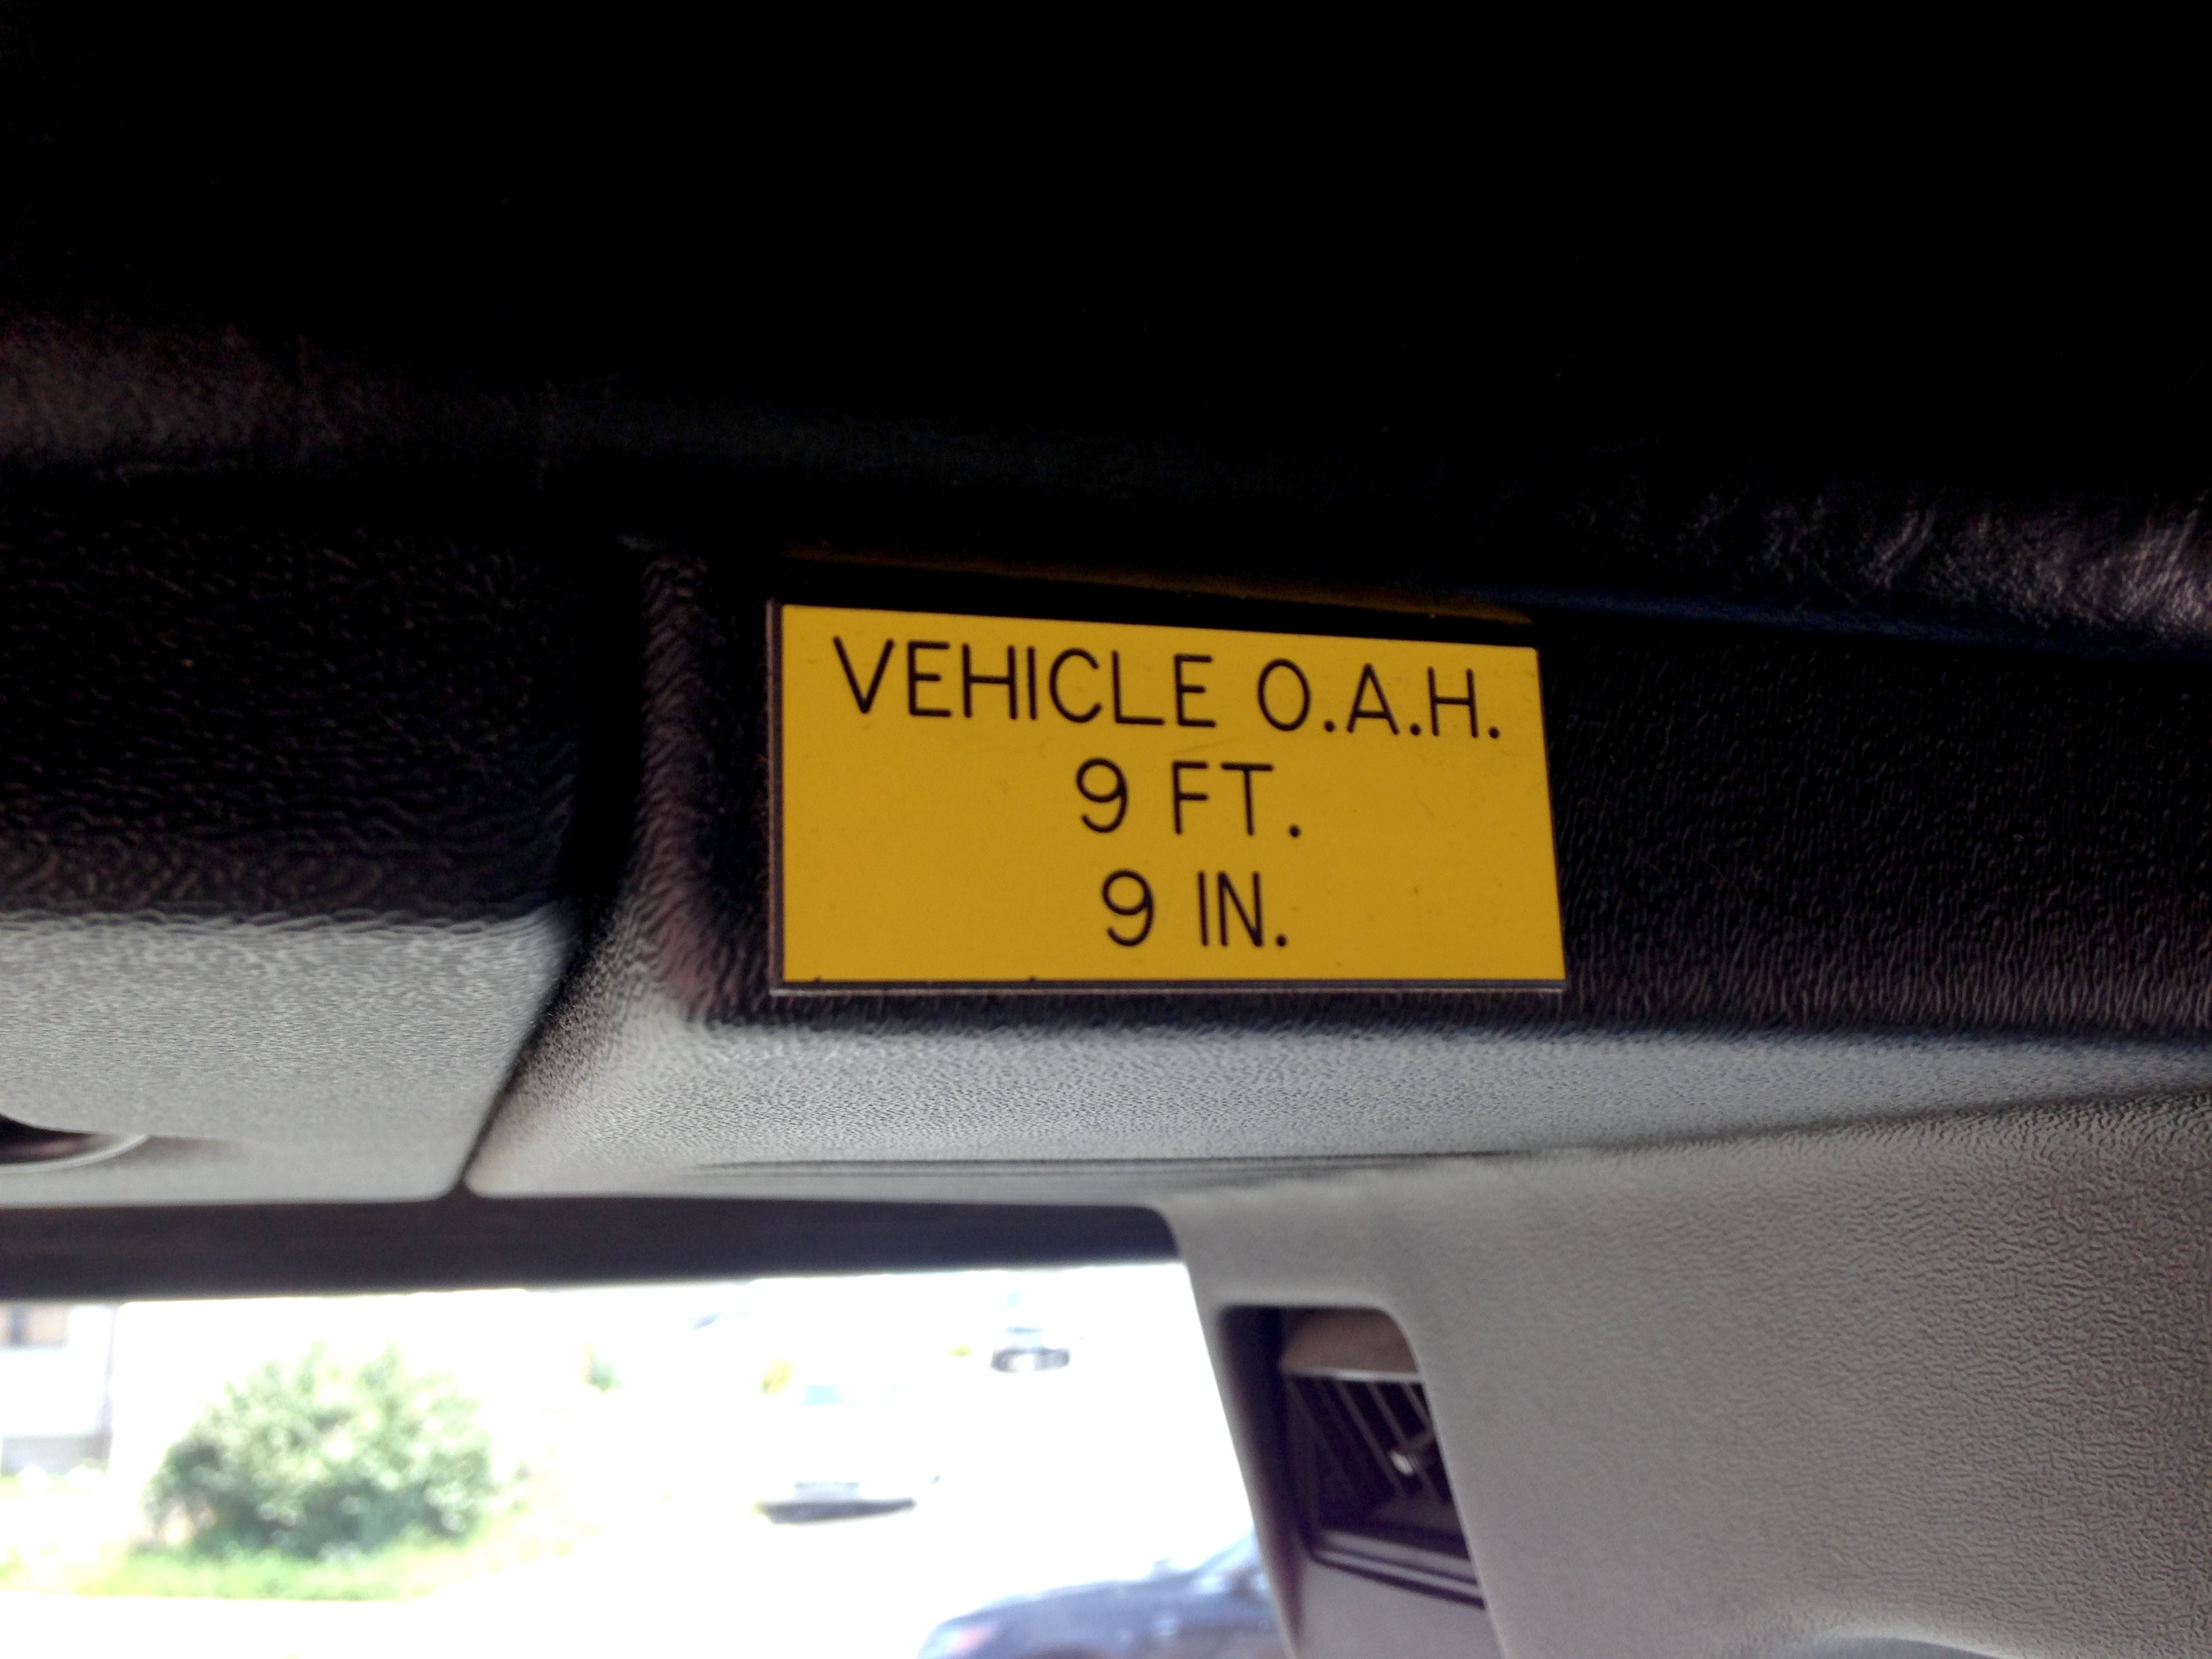 VEHICLE O.A.H.
9 FT.
9 IN.